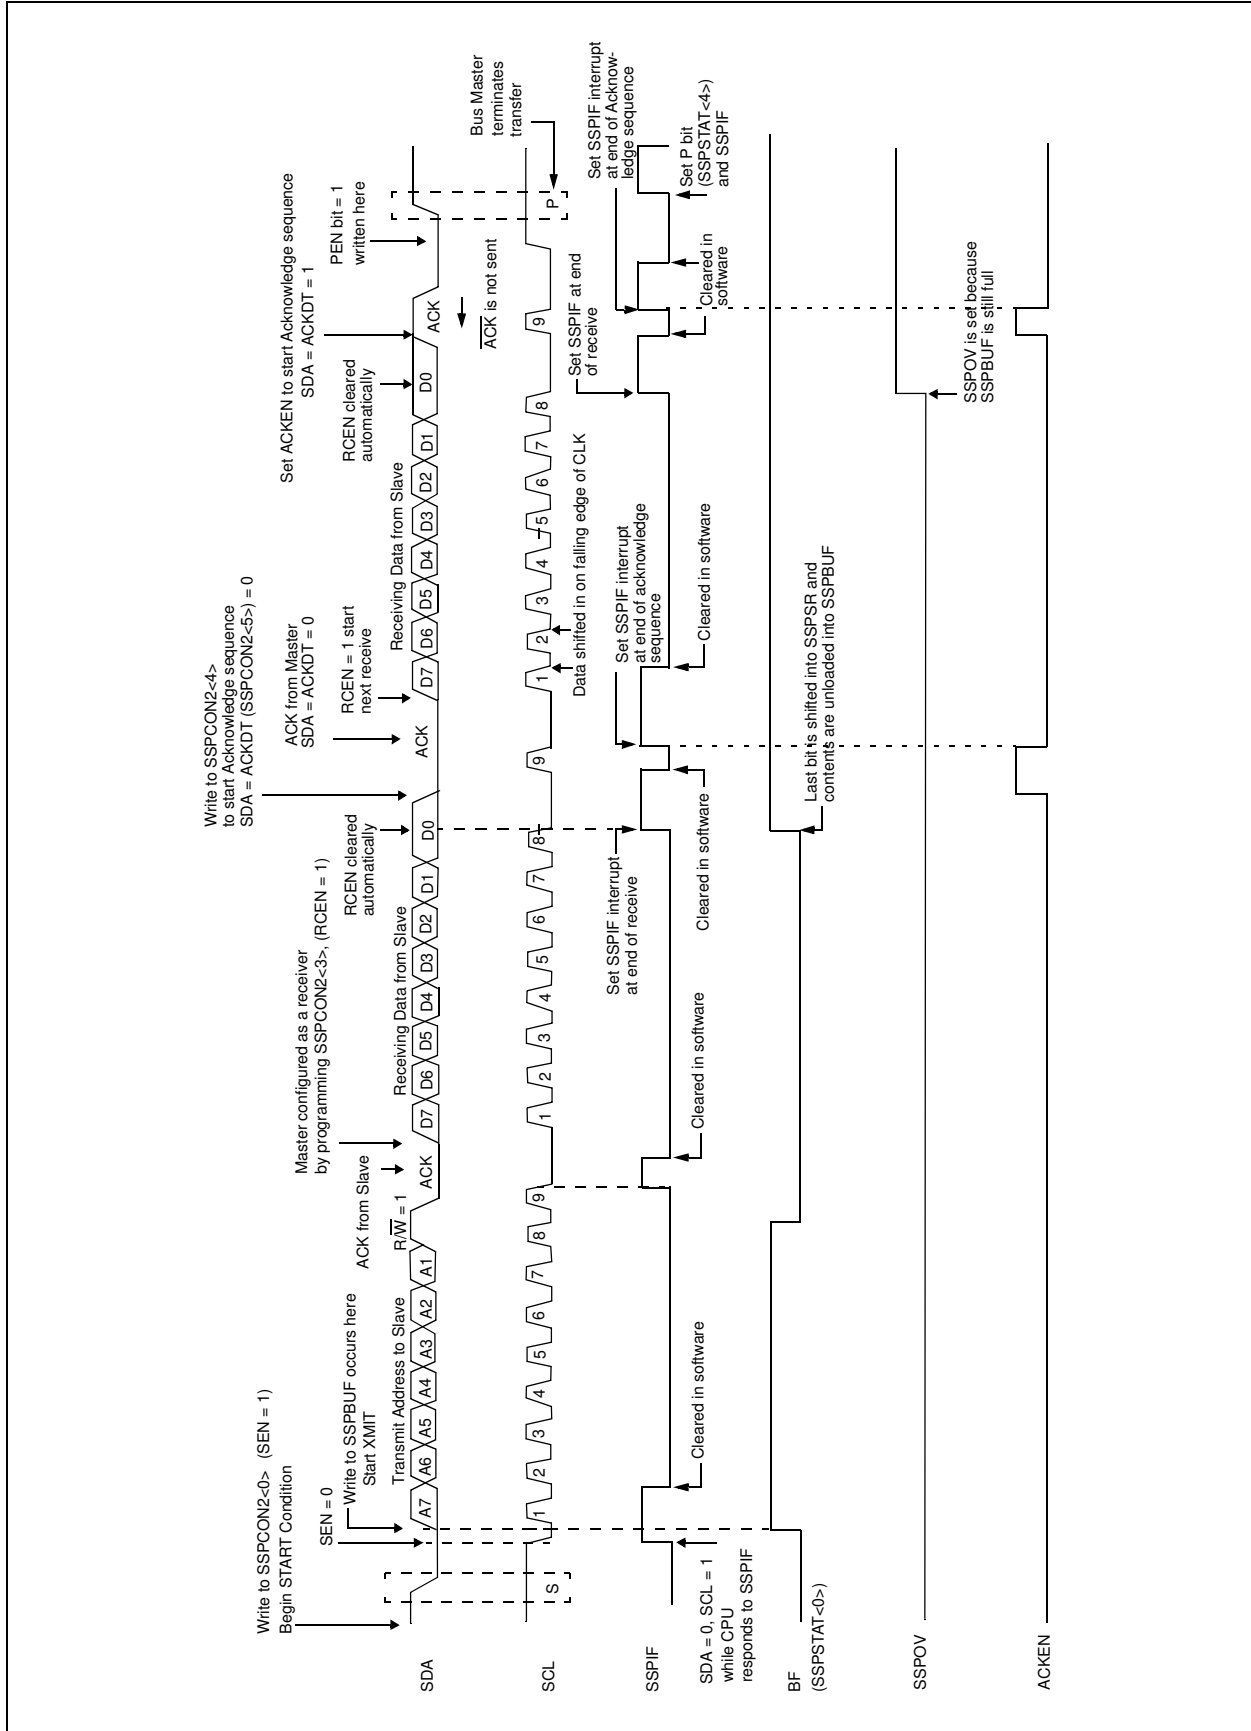 Write to SSPCON2<0> (SEN = 1)
Begin START Condition
SEN = 0
Write to SSPBUF occurs here
Start XMIT
Transmit Address to Slave
R/W = 1
ACK from Slave
Master configured as a receiver
by programming SSPCON2<3>, (RCEN = 1)
Receiving Data from Slave
RCEN cleared
automatically
Write to SSPCON2<4>
to start Acknowledge sequence
SDA = ACKDT (SSPCON2<5>) = 0
ACK from Master
SDA = ACKDT = 0
RCEN = 1 start
next receive
Receiving Data from Slave
RCEN cleared
automatically
Set ACKEN to start Acknowledge sequence
SDA = ACKDT = 1
PEN bit = 1
written here
SDA
A7 A6 A5 A4 A3 A2 A1 ACK D7 D6 D5 D4 D3 D2 D1 D0 ACK D7 D6 D5 D4 D3 D2 D1 D0 ACK
ACK is not sent
Bus Master
terminates
transfer
SCL
S 1 2 3 4 5 6 7 8 9 1 2 3 4 5 6 7 8 9 1 2 3 4 5 6 7 8 9 P
Data shifted in on falling edge of CLK
Set SSPIF interrupt
at end of receive
Set SSPIF interrupt
at end of acknowledge
sequence
Set SSPIF at end
of receive
Set SSPIF interrupt
at end of Acknow-
ledge sequence
SSPIF
SDA = 0, SCL = 1
while CPU
responds to SSPIF
Cleared in software
Cleared in software
Cleared in software
Cleared in software
Cleared in
software
Set P bit
(SSPSTAT<4>)
and SSPIF
BF
(SSPSTAT<0>)
Last bit is shifted into SSPSR and
contents are unloaded into SSPBUF
SSPOV
SSPOV is set because
SSPBUF is still full
ACKEN